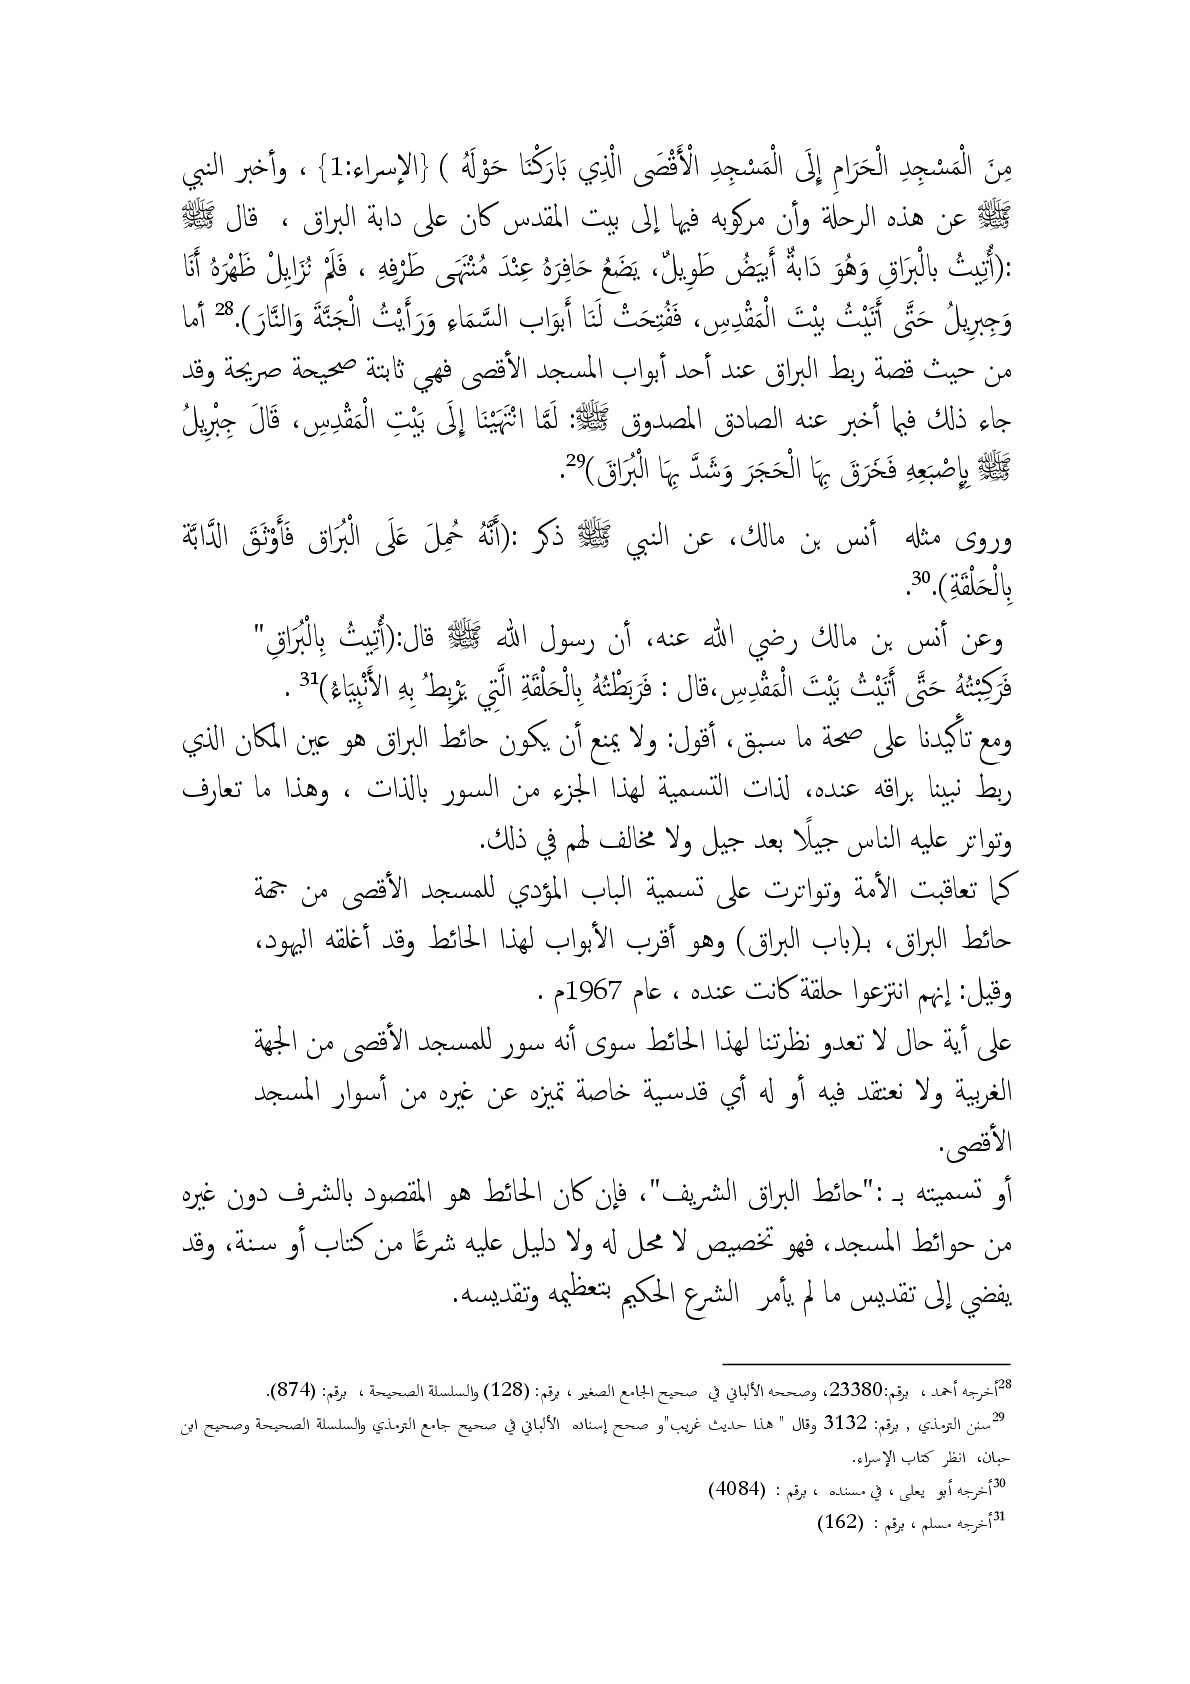 مِنَ الْمَسْجِدِ الْحَرَامِ إِلَى الْمَسْجِدِ الْأَقْصَى الْذِي بَارَكْنَا حَوْلَهُ ) {الإسراء:1} ، وأخبر النبي
ﷺ عن هذه الرحلة وأن مركوبه فيها إلى بيت المقدس كان على دابة البراق ، قال ﷺ
:(أُتِيتُ بالْبرَاقِ وَهُوَ دَابةٌ أَبيَضُ طَوِيلٌ، يَضَعُ حَافِرَهُ عِنْدَ مُنْتَهَى طَرْفِهِ ، فَلَمْ نُزَايِلْ ظَهْرَهُ أَنَا
وَجِبرِيلُ حَتَّى أَتَيْتُ بيْتَ الْمَقْدِسِ، فَفُتِحَتْ لَنَا أَبوَاب السَّمَاءِ وَرَأَيْتُ الْجَنَّةَ وَالنَّارَ).28 أما
من حيث قصة ربط البراق عند أحد أبواب المسجد الأقصى فهي ثابتة صحيحة صريحة وقد
جاء ذلك فيما أخبر عنه الصادق المصدوق ﷺ: لَمَّا انْتَهَيْنَا إِلَى بَيْتِ الْمَقْدِسِ، قَالَ جِبْرِيلُ
ﷺ بِإِصْبَعِهِ فَخَرَقَ بِهَا الْحَجَرَ وَشَدَّ بِهَا الْبُرَاقَ)29.
وروى مثله أنس بن مالك، عن النبي ﷺ ذكر :(أَنَّهُ حُمِلَ عَلَى الْبُرَاق فَأَوْثَقَ الدَّابَّة
بِالْحَلْقَةِ).30.
وعن أنس بن مالك رضي الله عنه، أن رسول الله ﷺ قال:(أُتِيتُ بِالْبُرَاقِ"
فَرَكِبْتُهُ حَتَّى أَتَيْتُ بَيْتَ الْمَقْدِسِ،قال : فَرَبَطْتُهُ بِالْحَلْقَةِ الَّتِي يَرْبِطُ بِهِ الأَنْبِيَاءُ)31 .
ومع تأكيدنا على صحة ما سبق، أقول: ولا يمنع أن يكون حائط البراق هو عين المكان الذي
ربط نبينا براقه عنده، لذات التسمية لهذا الجزء من السور بالذات ، وهذا ما تعارف
وتواتر عليه الناس جيلًا بعد جيل ولا مخالف لهم في ذلك.
كما تعاقبت الأمة وتواترت على تسمية الباب المؤدي للمسجد الأقصى من جهة
حائط البراق، بـ(باب البراق) وهو أقرب الأبواب لهذا الحائط وقد أغلقه اليهود،
وقيل: إنهم انتزعوا حلقة كانت عنده ، عام 1967م .
على أية حال لا تعدو نظرتنا لهذا الحائط سوى أنه سور للمسجد الأقصى من الجهة
الغربية ولا نعتقد فيه أو له أي قدسية خاصة تميزه عن غيره من أسوار المسجد
الأقصى.
أو تسميته بـ :"حائط البراق الشريف"، فإن كان الحائط هو المقصود بالشرف دون غيره
من حوائط المسجد، فهو تخصيص لا محل له ولا دليل عليه شرعًا من كتاب أو سنة، وقد
يفضي إلى تقديس ما لم يأمر الشرع الحكيم بتعظيمه وتقديسه.
28أخرجه أحمد ، برقم:23380، وصححه الألباني في صحيح الجامع الصغير ، برقم: (128) والسلسلة الصحيحة ، برقم: (874).
29سنن الترمذي , برقم: 3132 وقال " هذا حديث غريب"و صحح إسناده الألباني في صحيح جامع الترمذي والسلسلة الصحيحة وصحيح ابن
حبان، انظر كتاب الإسراء.
30أخرجه أبو يعلى ، في مسنده ، برقم : (4084)
31أخرجه مسلم ، برقم : (162)